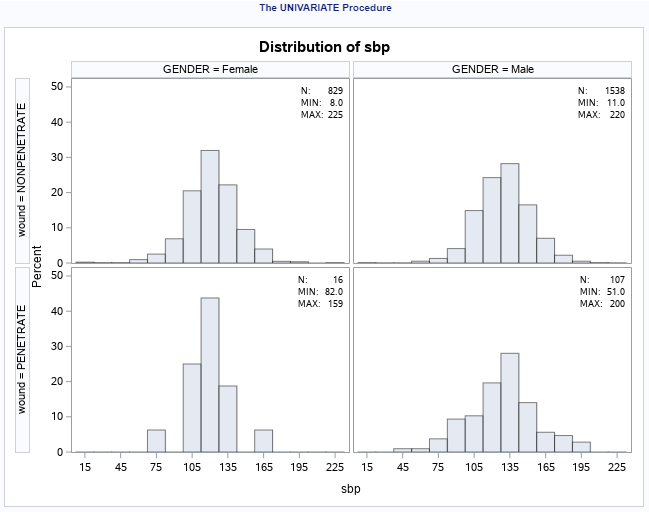 The UNIVARIATE Procedure
Distribution of sbp
GENDER = Female
GENDER = Male
wound = NONPENETRATE
50
40
30
20
10
0
N: 829
MIN: 8.0
MAX: 225
N: 1538
MIN: 11.0
MAX: 220
Percent
wound = PENETRATE
50
40
30
20
10
0
N: 16
MIN: 82.0
MAX: 159
N: 107
MIN: 51.0
MAX: 200
15 45 75 105 135 165 195 225
15 45 75 105 135 165 195 225
sbp